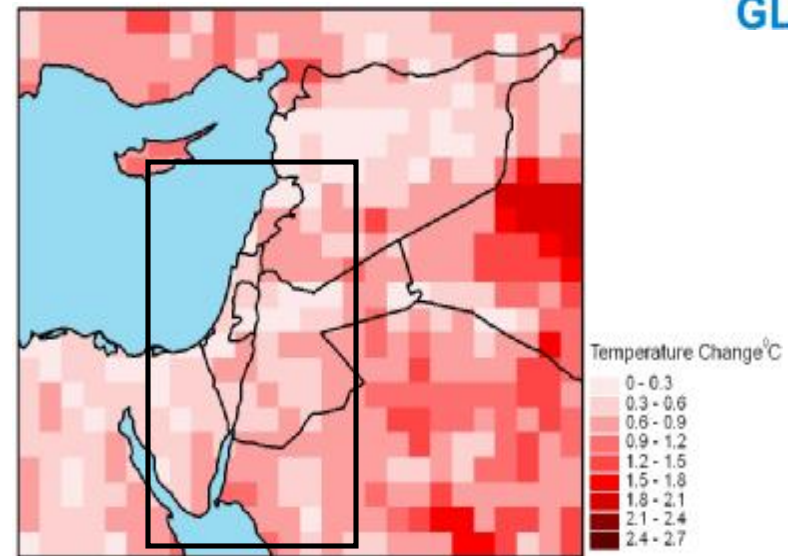 GL
Temperature Change⁰C
0 - 0.3
0.3 - 0.6
0.6 - 0.9
0.9 - 1.2
1.2 - 1.5
1.5 - 1.8
1.8 - 2.1
2.1 - 2.4
2.4 - 2.7